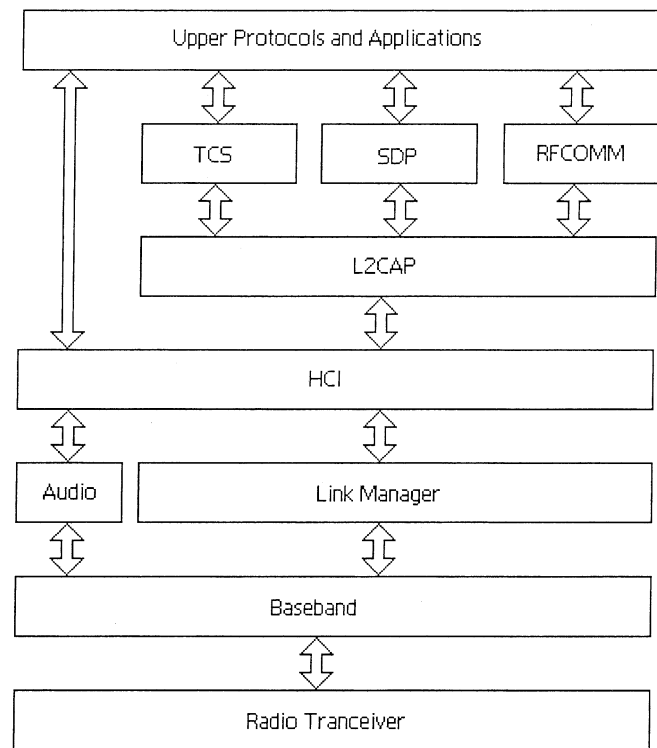 Upper Protocols and Applications
TCS
SDP
RFCOMM
L2CAP
HCI
Audio
Link Manager
Baseband
Radio Tranceiver